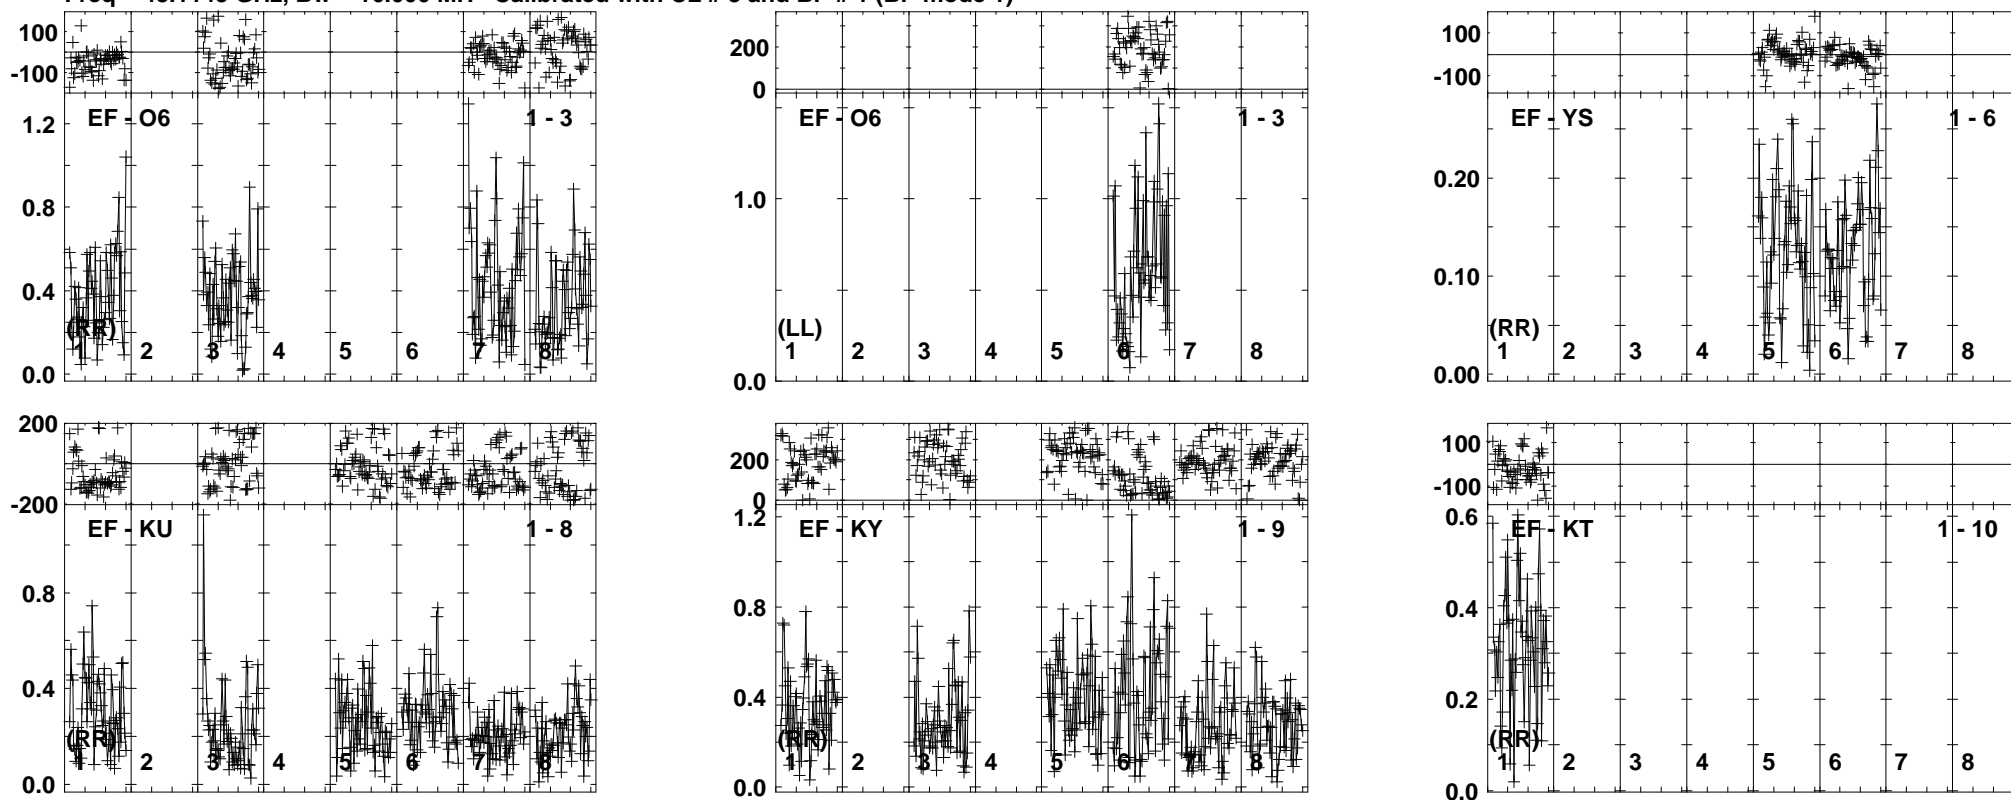 100
-100
EF - O6
1 - 3
1.2
0.8
0.4
0.0
(RR)
1 2 3 4 5 6 7 8
200
0
EF - O6
1 - 3
1.0
0.0
(LL)
1 2 3 4 5 6 7 8
100
-100
EF - YS
1 - 6
0.20
0.10
0.00
(RR)
1 2 3 4 5 6 7 8
200
-200
EF - KU
1 - 8
0.8
0.4
0.0
(RR)
1 2 3 4 5 6 7 8
200
0
EF - KY
1 - 9
1.2
0.8
0.4
0.0
(RR)
1 2 3 4 5 6 7 8
100
-100
EF - KT
1 - 10
0.6
0.4
0.2
0.0
(RR)
1 2 3 4 5 6 7 8